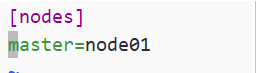 [nodes]
master=node01
~